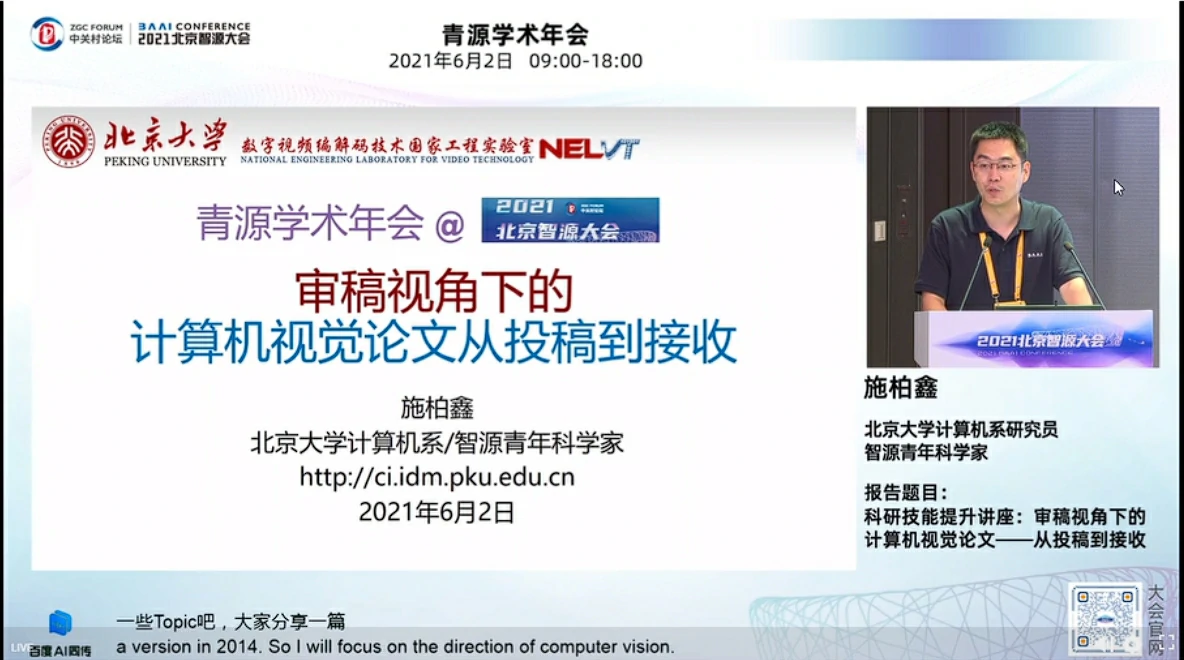 ZGC FORUM
中关村论坛
BAAI CONFERENCE
2021北京智源大会
青源学术年会
2021年6月2日 09:00-18:00
北京大学
PEKING UNIVERSITY
数字视频编解码技术国家工程实验室
NATIONAL ENGINEERING LABORATORY FOR VIDEO TECHNOLOGY
NELVT
青源学术年会 @
2021
北京智源大会
审稿视角下的
计算机视觉论文从投稿到接收
施柏鑫
北京大学计算机系/智源青年科学家
http://ci.idm.pku.edu.cn
2021年6月2日
BAAI
2021北京智源大会
2021 BAAI CONFERENCE
施柏鑫
北京大学计算机系研究员
智源青年科学家
报告题目：
科研技能提升讲座：审稿视角下的
计算机视觉论文——从投稿到接收
大会官网
一些Topic吧，大家分享一篇
a version in 2014. So I will focus on the direction of computer vision.
LIVE
百度AI同传